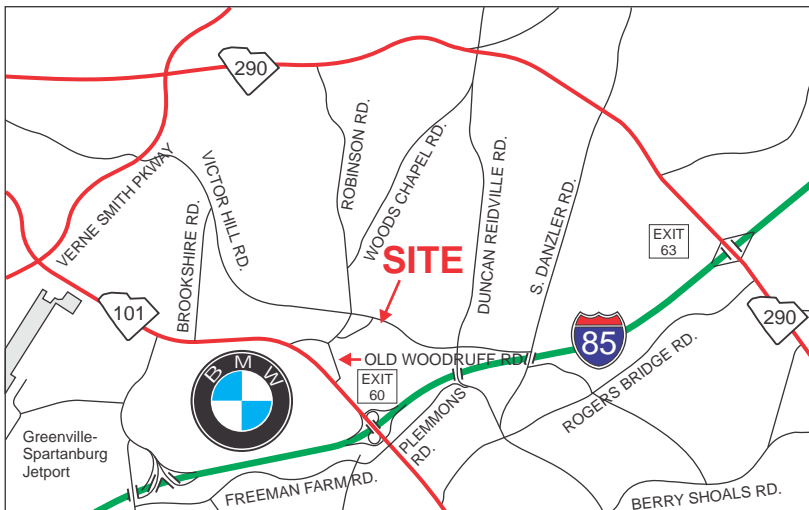 290
VERNE SMITH PKWAY
VICTOR HILL RD.
BROOKSHIRE RD.
ROBINSON RD.
WOODS CHAPEL RD.
DUNCAN REIDVILLE RD.
S. DANZLER RD.
EXIT
63
SITE
101
290
85
OLD WOODRUFF RD.
BMW
EXIT
60
ROGERS BRIDGE RD.
PLEMMONS
RD.
Greenville-
Spartanburg
Jetport
FREEMAN FARM RD.
BERRY SHOALS RD.